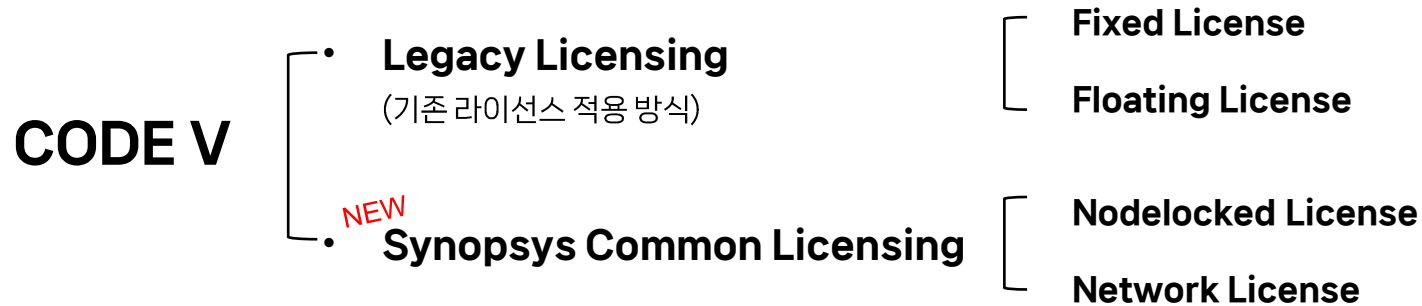 CODE V
• Legacy Licensing
(기존 라이선스 적용 방식)
Fixed License
Floating License
NEW
• Synopsys Common Licensing
Nodelocked License
Network License